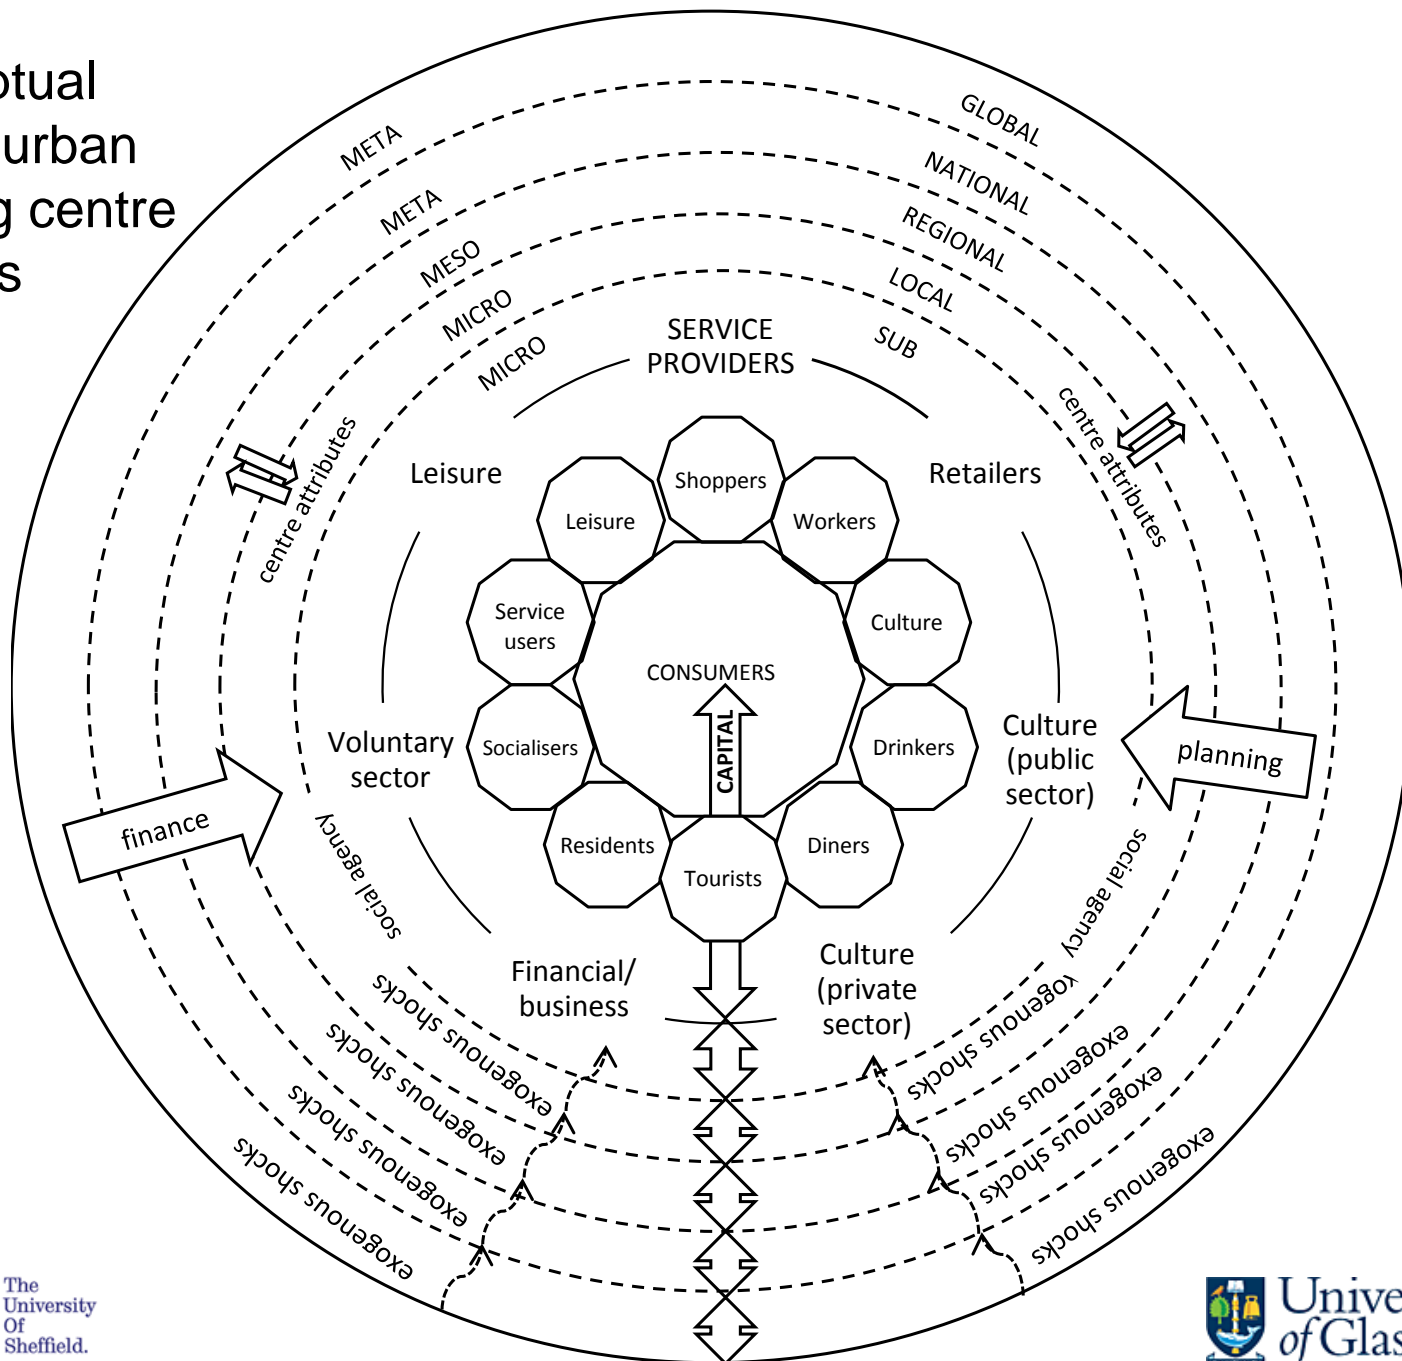 otual
urban
g centre
s
META
GLOBAL
META
NATIONAL
MESO
REGIONAL
MICRO
LOCAL
MICRO
SUB
SERVICE
PROVIDERS
centre attributes
centre attributes
Leisure
Retailers
Shoppers
Leisure
Workers
Service
users
Culture
CONSUMERS
CAPITAL
Socialisers
Drinkers
Residents
Diners
Tourists
Voluntary
sector
Culture
(public
sector)
planning
finance
social agency
social agency
Financial/
business
Culture
(private
sector)
exogenous shocks
xogenous shocks
exogenous shocks
exogenous shocks
exogenous shocks
exogenous shocks
exogenous shocks
exogenous shocks
The
University
Of
Sheffield.
Unive
of Glas